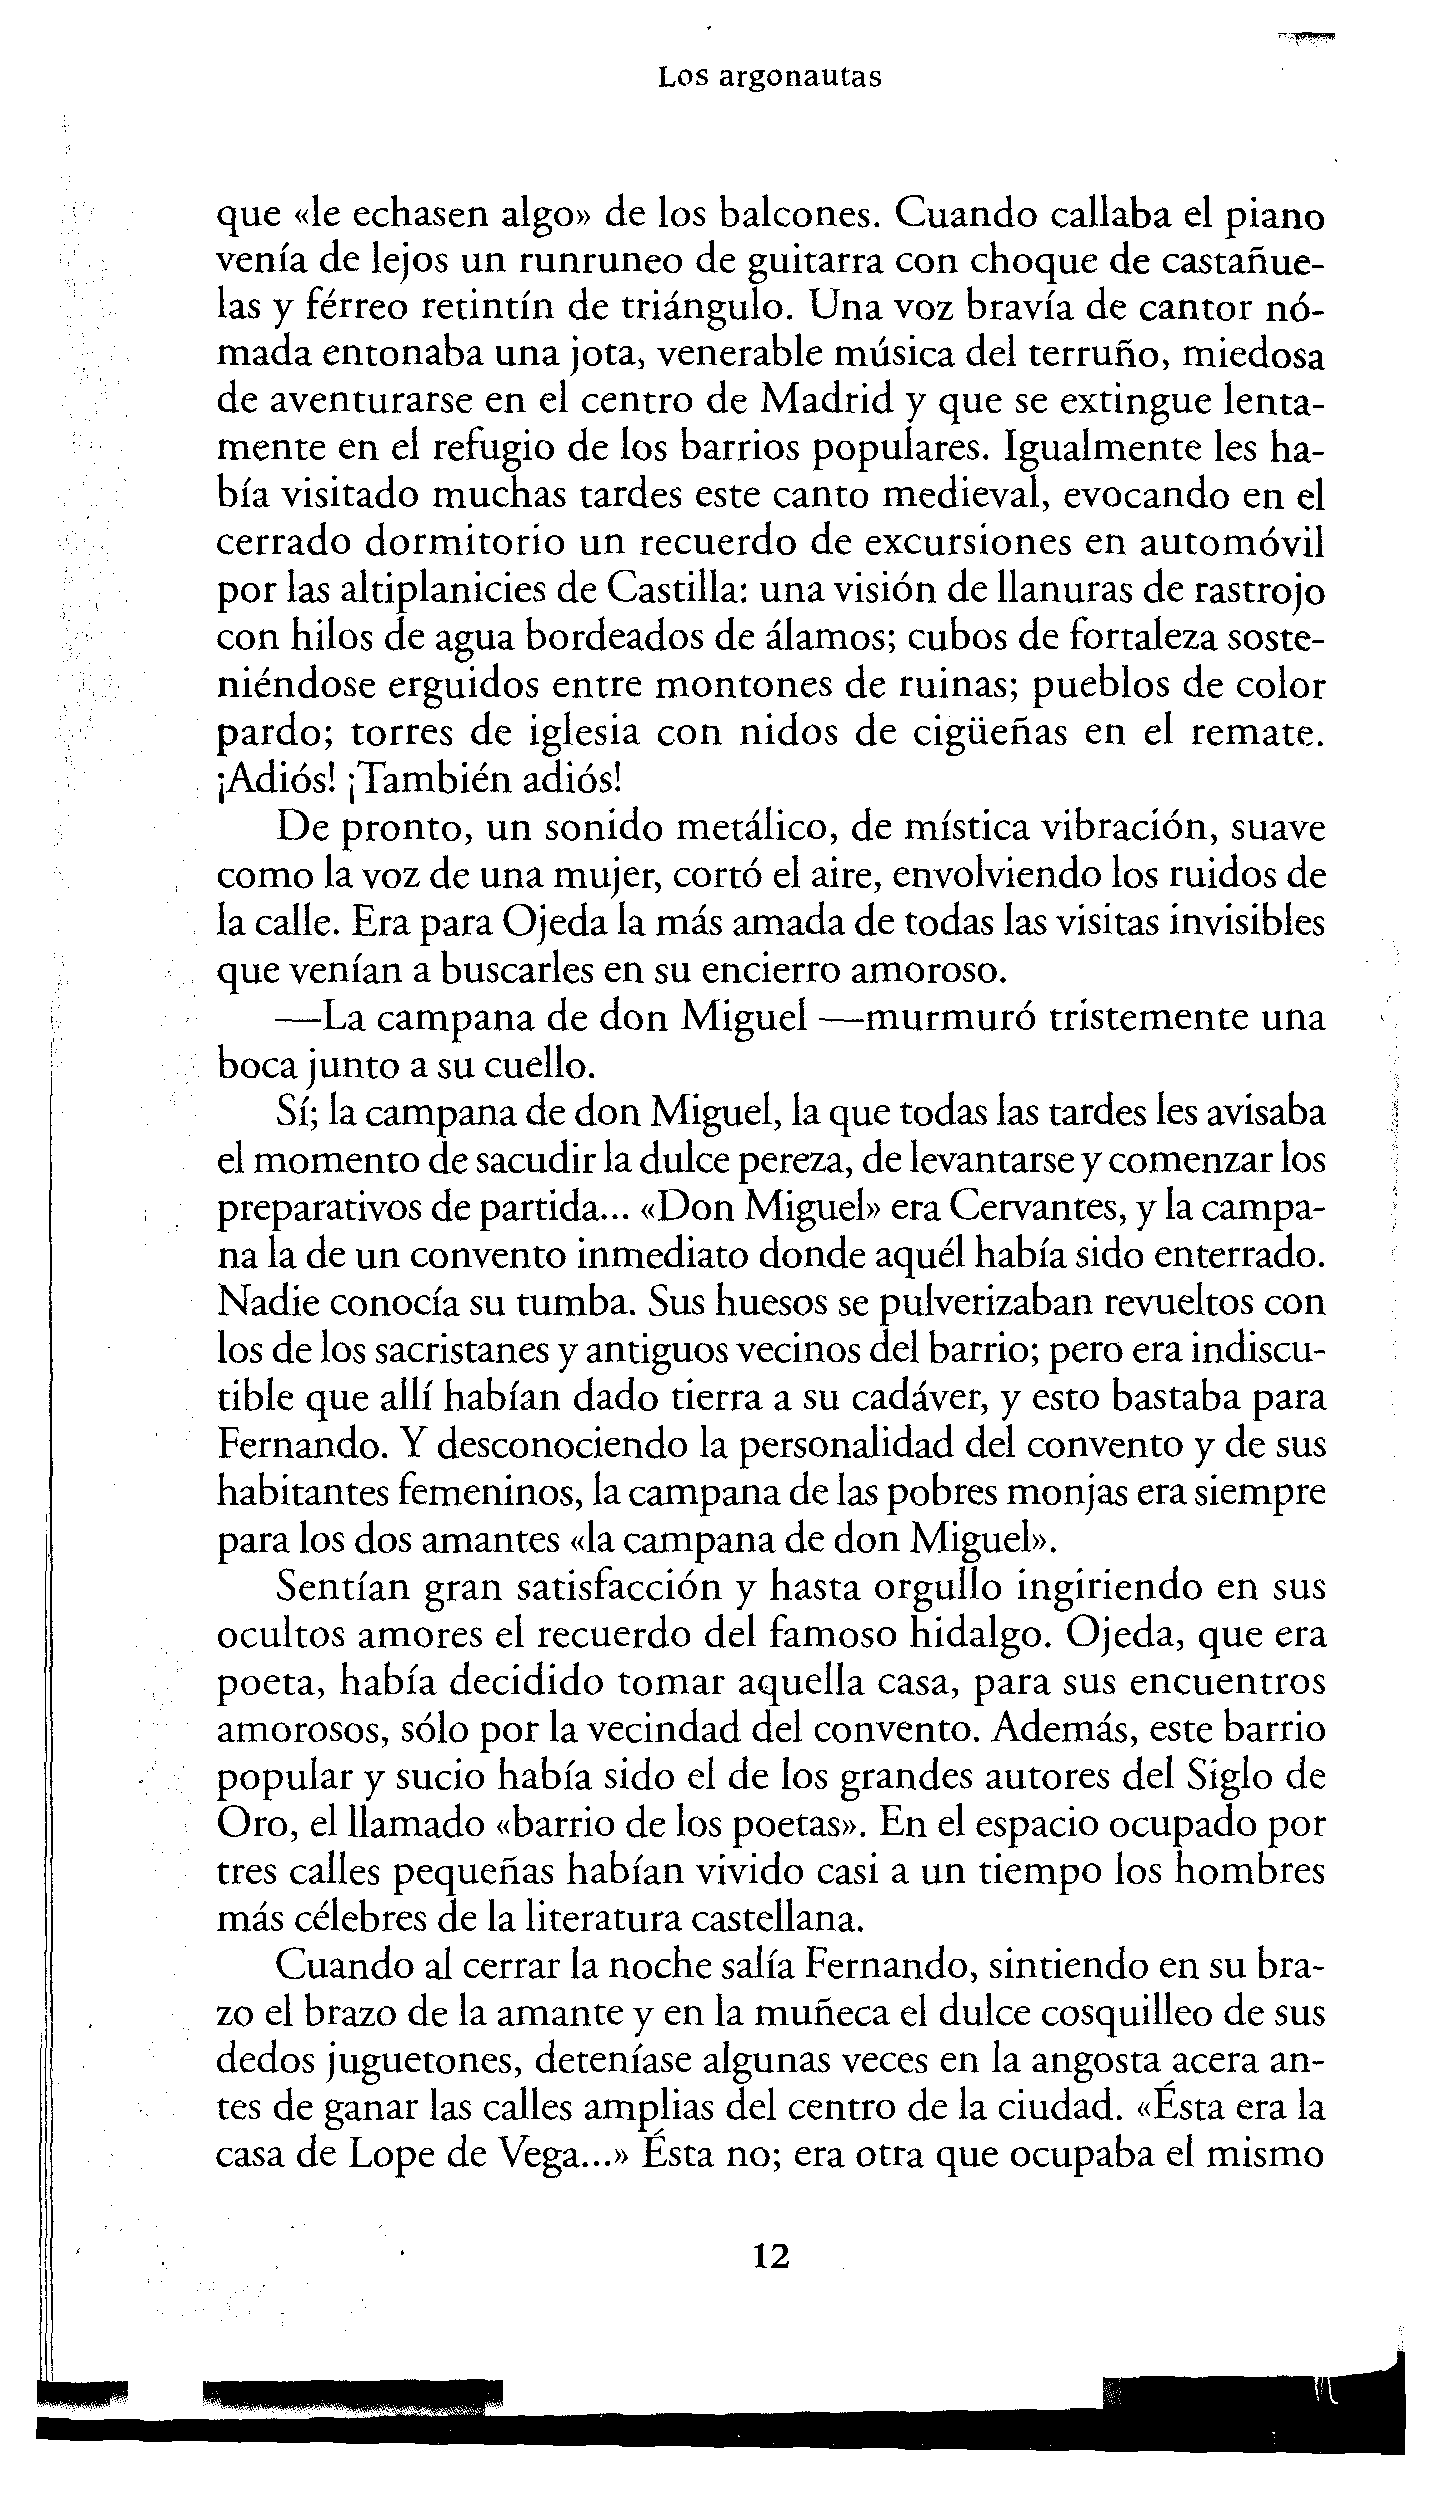 Los argonautas
que «le echasen algo» de los balcones. Cuando callaba el piano
venía de lejos un runruneo de guitarra con choque de castañue-
las y férreo retintín de triángulo. Una voz bravía de cantor nó-
mada entonaba una jota, venerable música del terruño, miedosa
de aventurarse en el centro de Madrid y que se extingue lenta-
mente en el refugio de los barrios populares. Igualmente les ha-
bía visitado muchas tardes este canto medieval, evocando en el
cerrado dormitorio un recuerdo de excursiones en automóvil
por las altiplanicies de Castilla: una visión de llanuras de rastrojo
con hilos de agua bordeados de álamos; cubos de fortaleza soste-
niéndose erguidos entre montones de ruinas; pueblos de color
pardo; torres de iglesia con nidos de cigüeñas en el remate.
¡Adiós! ¡También adiós!
De pronto, un sonido metálico, de mística vibración, suave
como la voz de una mujer, cortó el aire, envolviendo los ruidos de
la calle. Era para Ojeda la más amada de todas las visitas invisibles
que venían a buscarles en su encierro amoroso.
—La campana de don Miguel —murmuró tristemente una
boca junto a su cuello.
Sí; la campana de don Miguel, la que todas las tardes les avisaba
el momento de sacudir la dulce pereza, de levantarse y comenzar los
preparativos de partida... «Don Miguel» era Cervantes, y la campa-
na la de un convento inmediato donde aquél había sido enterrado.
Nadie conocía su tumba. Sus huesos se pulverizaban revueltos con
los de los sacristanes y antiguos vecinos del barrio; pero era indiscu-
tible que allí habían dado tierra a su cadáver, y esto bastaba para
Fernando. Y desconociendo la personalidad del convento y de sus
habitantes femeninos, la campana de las pobres monjas era siempre
para los dos amantes «la campana de don Miguel».
Sentían gran satisfacción y hasta orgullo ingiriendo en sus
ocultos amores el recuerdo del famoso hidalgo. Ojeda, que era
poeta, había decidido tomar aquella casa, para sus encuentros
amorosos, sólo por la vecindad del convento. Además, este barrio
popular y sucio había sido el de los grandes autores del Siglo de
Oro, el llamado «barrio de los poetas». En el espacio ocupado por
tres calles pequeñas habían vivido casi a un tiempo los hombres
más célebres de la literatura castellana.
Cuando al cerrar la noche salía Fernando, sintiendo en su bra-
zo el brazo de la amante y en la muñeca el dulce cosquilleo de sus
dedos juguetones, deteníase algunas veces en la angosta acera an-
tes de ganar las calles amplias del centro de la ciudad. «Ésta era la
casa de Lope de Vega...» Ésta no; era otra que ocupaba el mismo
12